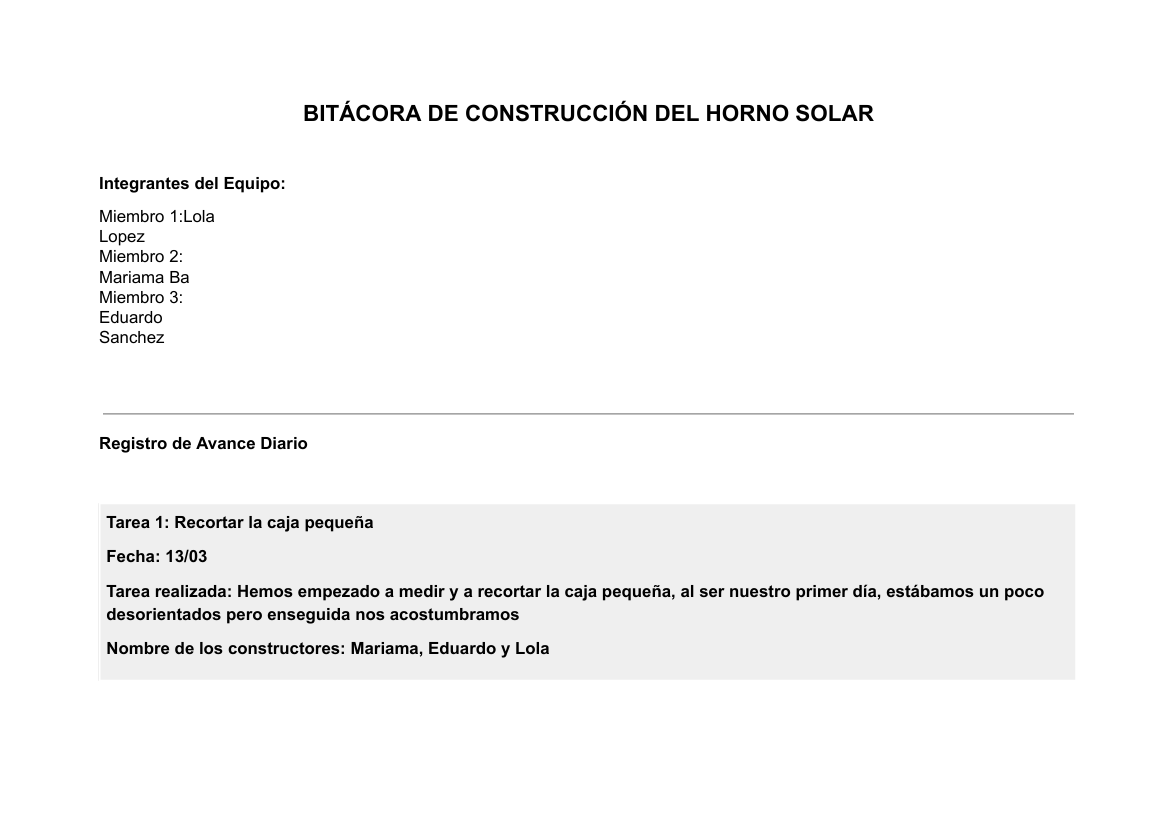 BITÁCORA DE CONSTRUCCIÓN DEL HORNO SOLAR
Integrantes del Equipo:
Miembro 1:Lola
Lopez
Miembro 2:
Mariama Ba
Miembro 3:
Eduardo
Sanchez
Registro de Avance Diario
Tarea 1: Recortar la caja pequeña
Fecha: 13/03
Tarea realizada: Hemos empezado a medir y a recortar la caja pequeña, al ser nuestro primer día, estábamos un poco
desorientados pero enseguida nos acostumbramos
Nombre de los constructores: Mariama, Eduardo y Lola